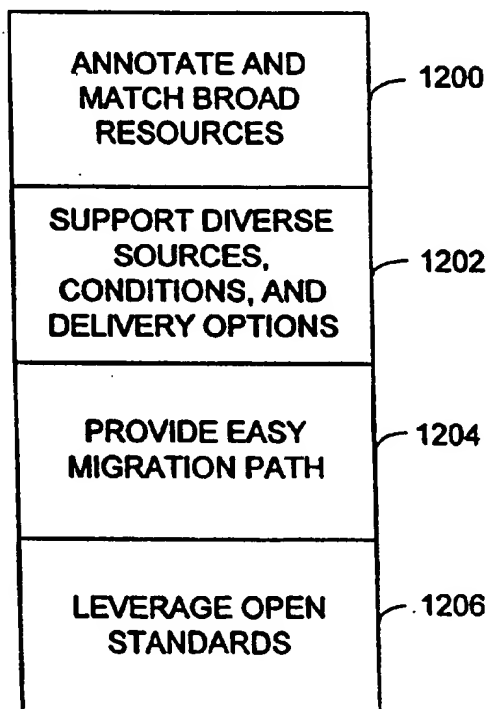 ANNOTATE AND
MATCH BROAD
RESOURCES
1200
SUPPORT DIVERSE
SOURCES,
CONDITIONS, AND
DELIVERY OPTIONS
1202
PROVIDE EASY
MIGRATION PATH
1204
LEVERAGE OPEN
STANDARDS
1206